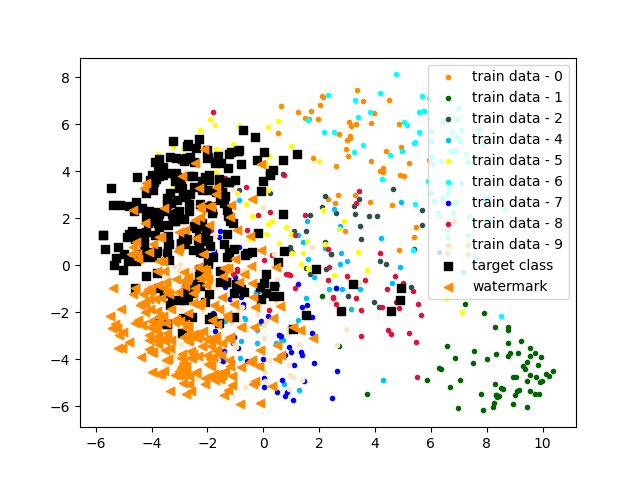 8
6
4
2
0
−2
−4
−6
−6 −4 −2 0 2 4 6 8 10
train data - 0
train data - 1
train data - 2
train data - 4
train data - 5
train data - 6
train data - 7
train data - 8
train data - 9
target class
watermark